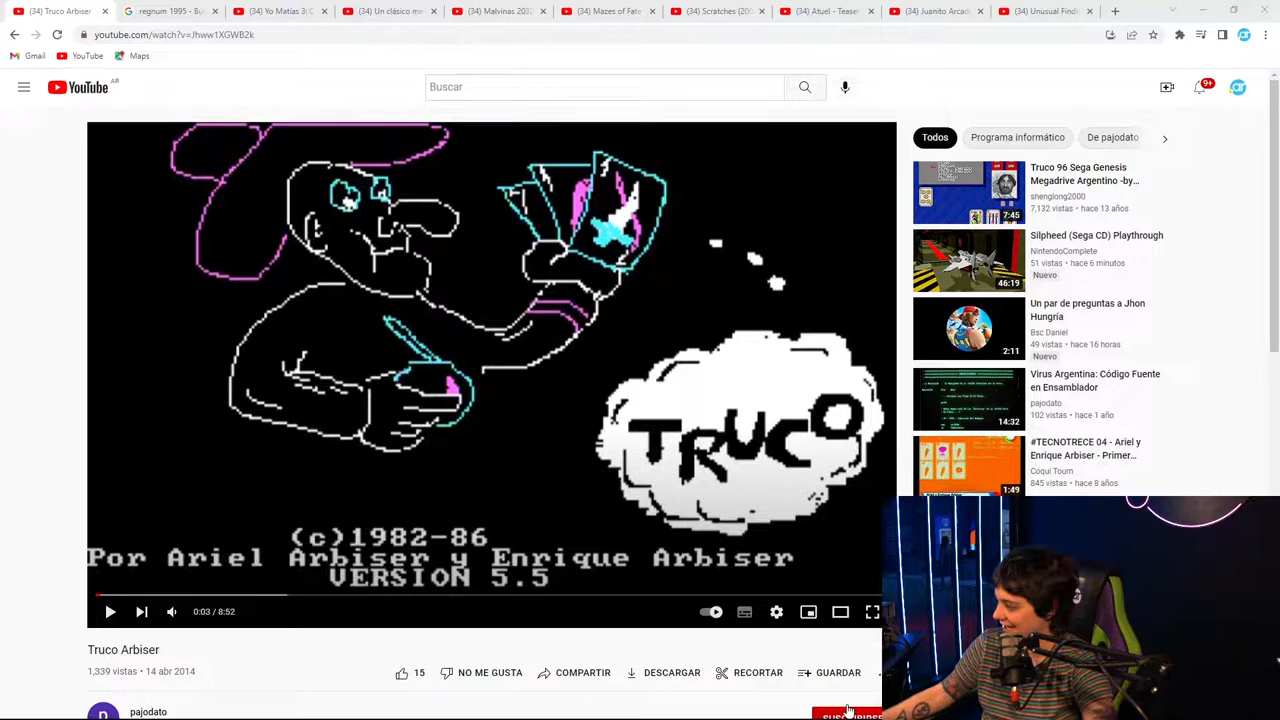 (34) Truco Arbiser
regnum 1995 - Bu
(34) Yo Matías 3: C
(34) Un clásico me
(34) Malvinas 2032
(34) Mazes of Fate
(34) Scratches (200
(34) Atuel - Tease
(34) Juanito Arcad
(34) Unusual Findi
youtube.com/watch?v=Jhww1XGWB2k
Gmail YouTube Maps
YouTube AR
Buscar
9+
Todos Programa informático De pajodato
Truco 96 Sega Genesis
Megadrive Argentino -by...
shenglong2000
7,132 vistas • hace 13 años
7:45
Silpheed (Sega CD) Playthrough
NintendoComplete
51 vistas • hace 6 minutos
Nuevo
46:19
Un par de preguntas a Jhon
Hungría
Bsc Daniel
49 vistas • hace 16 horas
Nuevo
2:11
Virus Argentina: Código Fuente
en Ensamblador
pajodato
102 vistas • hace 1 año
14:32
#TECNOTRECE 04 - Ariel y
Enrique Arbiser - Primer...
Coqui Tourn
845 vistas • hace 8 años
1:49
TRUCO
(c)1982-86
Por Ariel Arbiser y Enrique Arbiser
VERSION 5.5
0:03 / 8:52
Truco Arbiser
1,339 vistas • 14 abr 2014
15 NO ME GUSTA COMPARTIR DESCARGAR RECORTAR GUARDAR
pajodato